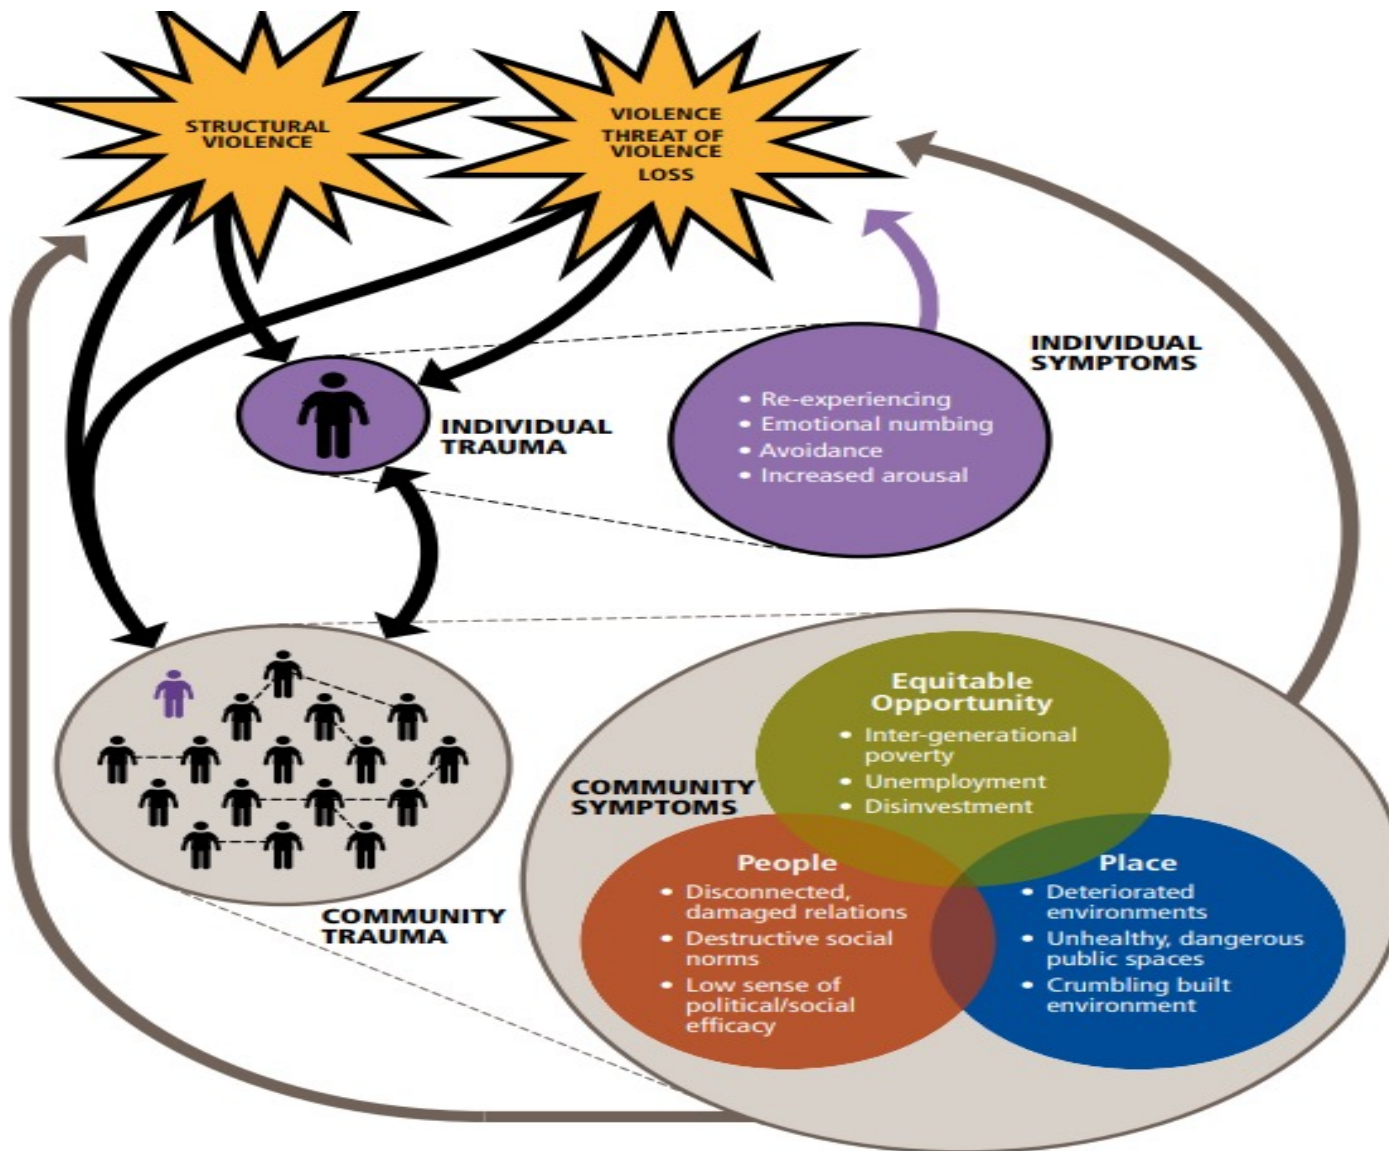 STRUCTURAL
VIOLENCE
VIOLENCE
THREAT OF
VIOLENCE
LOSS
INDIVIDUAL
SYMPTOMS
• Re-experiencing
• Emotional numbing
• Avoidance
• Increased arousal
INDIVIDUAL
TRAUMA
Equitable
Opportunity
• Inter-generational
poverty
• Unemployment
• Disinvestment
COMMUNITY
SYMPTOMS
People
• Disconnected,
damaged relations
• Destructive social
norms
• Low sense of
political/social
efficacy
Place
• Deteriorated
environments
• Unhealthy, dangerous
public spaces
• Crumbling built
environment
COMMUNITY
TRAUMA